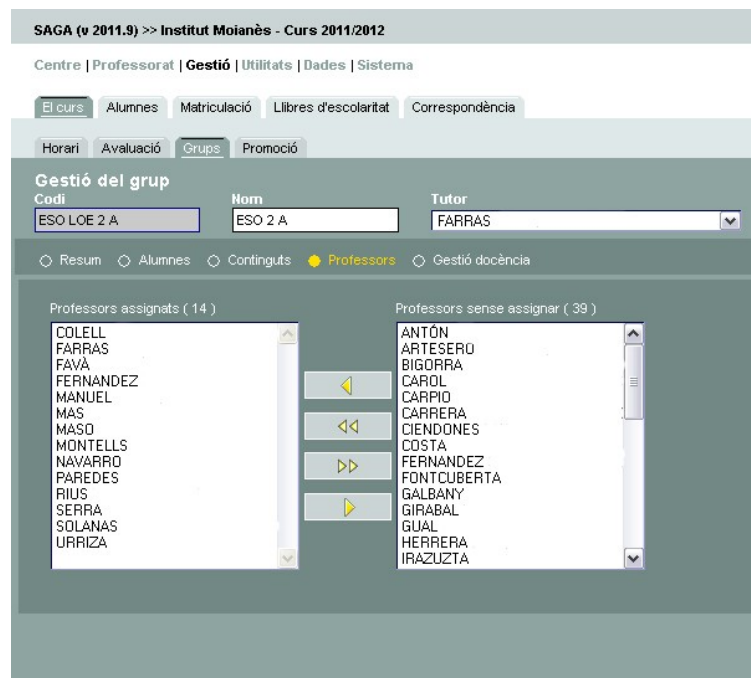 SAGA (v 2011.9) >> Institut Moianès - Curs 2011/2012
Centre | Professorat | Gestió | Utilitats | Dades | Sistema
El curs Alumnes Matriculació Llibres d'escolaritat Correspondència
Horari Avaluació Grups Promoció
Gestió del grup
Codi Nom Tutor
ESO LOE 2 A ESO 2 A FARRAS
Resum Alumnes Continguts Professors Gestió docència
Professors assignats ( 14 )
COLELL
FARRAS
FAVÀ
FERNANDEZ
MANUEL
MAS
MASO
MONTELLS
NAVARRO
PAREDES
RIUS
SERRA
SOLANAS
URRIZA
Professors sense assignar ( 39 )
ANTÓN
ARTESERO
BIGORRA
CAROL
CARPIO
CARRERA
CIENDONES
COSTA
FERNANDEZ
FONTCUBERTA
GALBANY
GIRABAL
GUAL
HERRERA
IRAZUZTA